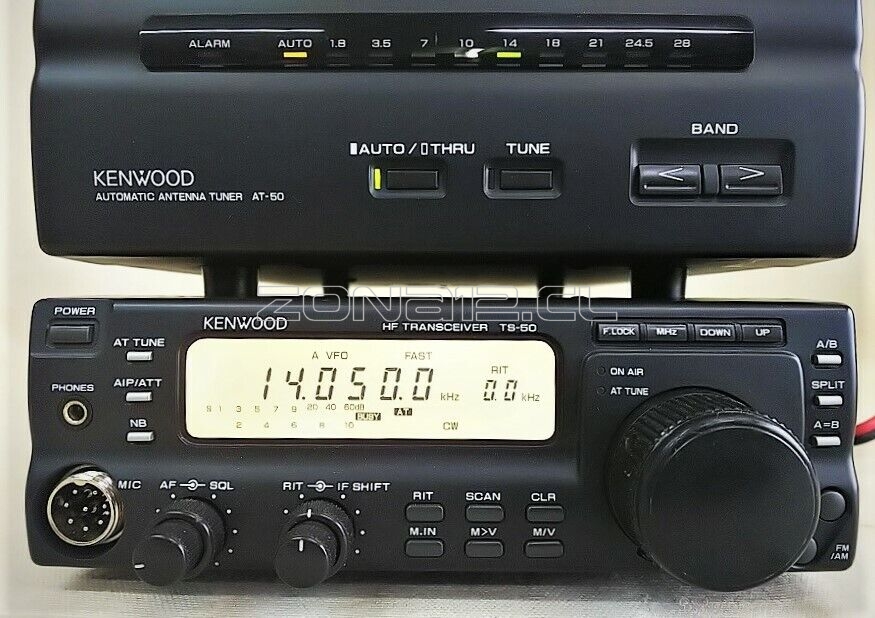 ALARM AUTO 1.8 3.5 7 10 14 18 21 24.5 28
AUTO / THRU TUNE BAND
< >
KENWOOD
AUTOMATIC ANTENNA TUNER AT-50
ZONA12.CL
POWER
KENWOOD HF TRANSCEIVER TS-50
F.LOCK MHz DOWN UP
AT TUNE
A VFO FAST
A/B
ON AIR
RIT
14.050.0 kHz 0.0 kHz
AIP/ATT
PHONES
AT TUNE
SPLIT
S 1 3 5 7 9 20 40 60dB
BUSY AT
2 4 6 8 10 CW
NB
A=B
MIC
AF SQL RIT IF SHIFT
RIT SCAN CLR
M.IN M>V M/V
FM
/AM